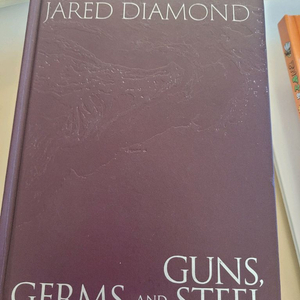 JARED DIAMOND
GUNS,
GERMS AND STEEL